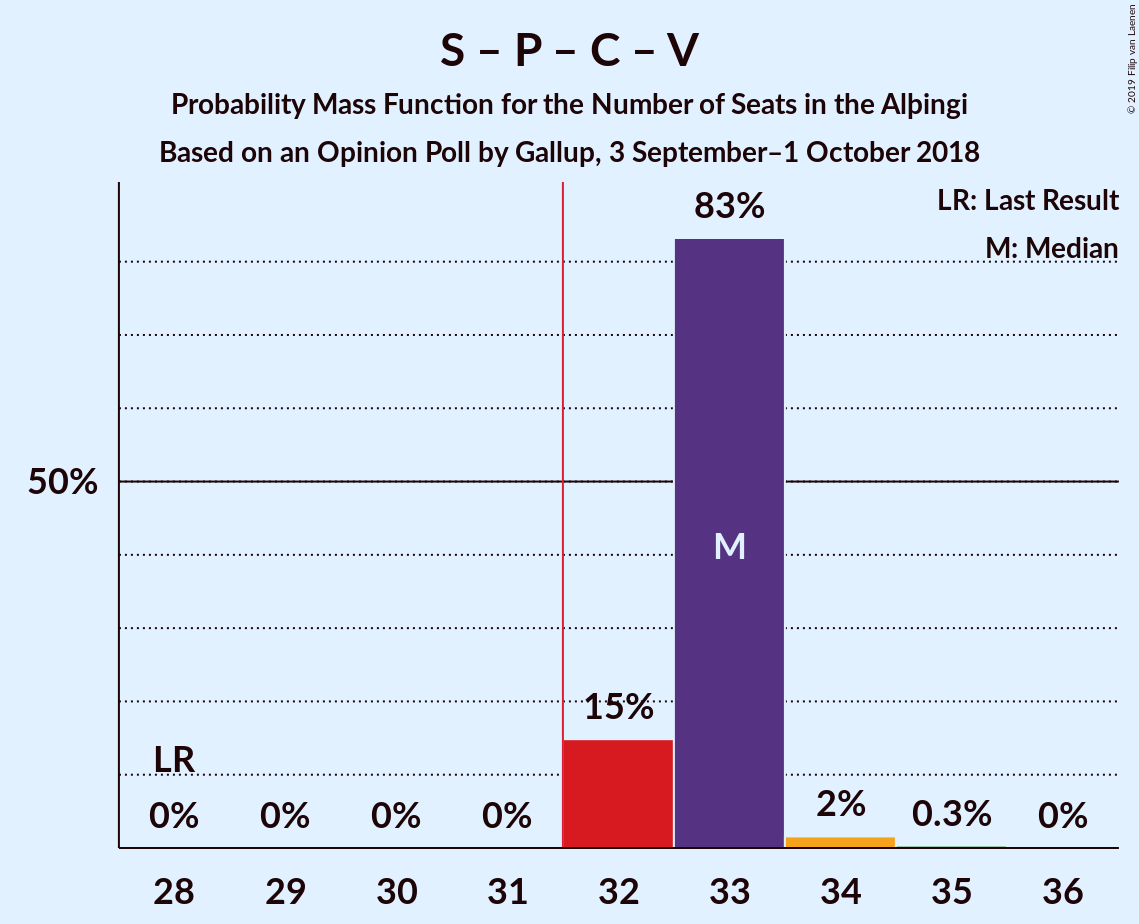 S – P – C – V
Probability Mass Function for the Number of Seats in the Alþingi
Based on an Opinion Poll by Gallup, 3 September–1 October 2018
© 2019 Filip van Laenen
LR: Last Result
M: Median
83%
50%
M
15%
LR
0% 0% 0% 0% 2% 0.3% 0%
28 29 30 31 32 33 34 35 36